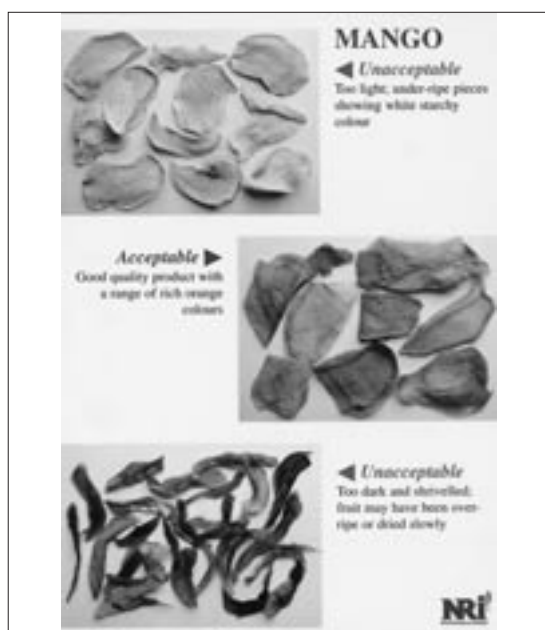 MANGO
Unacceptable
Too light; under-ripe pieces
showing white starchy
colour
Acceptable
Good quality product with
a range of rich orange
colours
Unacceptable
Too dark and shrivelled;
fruit may have been over-
ripe or dried slowly
NRI